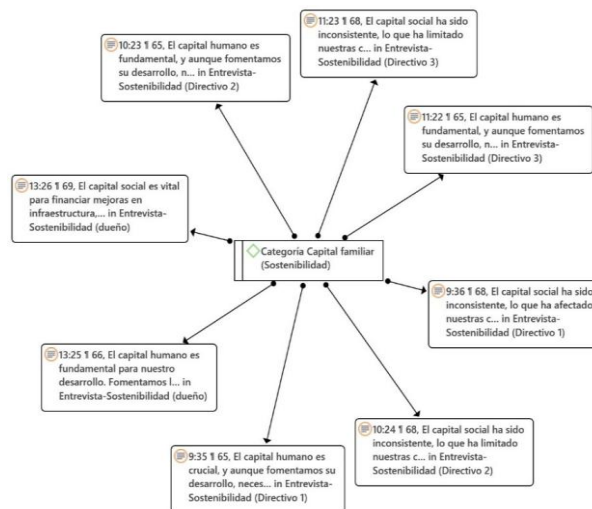 11:23 ¶ 68, El capital social ha sido
inconsistente, lo que ha limitado
nuestras c... in Entrevista-
Sostenibilidad (Directivo 3)
10:23 ¶ 65, El capital humano es
fundamental, y aunque fomentamos
su desarrollo, n... in Entrevista-
Sostenibilidad (Directivo 2)
11:22 ¶ 65, El capital humano es
fundamental, y aunque fomentamos
su desarrollo, n... in Entrevista-
Sostenibilidad (Directivo 3)
13:26 ¶ 69, El capital social es vital
para financiar mejoras en
infraestructura,... in Entrevista-
Sostenibilidad (dueño)
Categoría Capital familiar
(Sostenibilidad)
9:36 ¶ 68, El capital social ha sido
inconsistente, lo que ha afectado
nuestras c... in Entrevista-
Sostenibilidad (Directivo 1)
13:25 ¶ 66, El capital humano es
fundamental para nuestro
desarrollo. Fomentamos l... in
Entrevista-Sostenibilidad (dueño)
10:24 ¶ 68, El capital social ha sido
inconsistente, lo que ha limitado
nuestras c... in Entrevista-
Sostenibilidad (Directivo 2)
9:35 ¶ 65, El capital humano es
crucial, y aunque fomentamos su
desarrollo, neces... in Entrevista-
Sostenibilidad (Directivo 1)